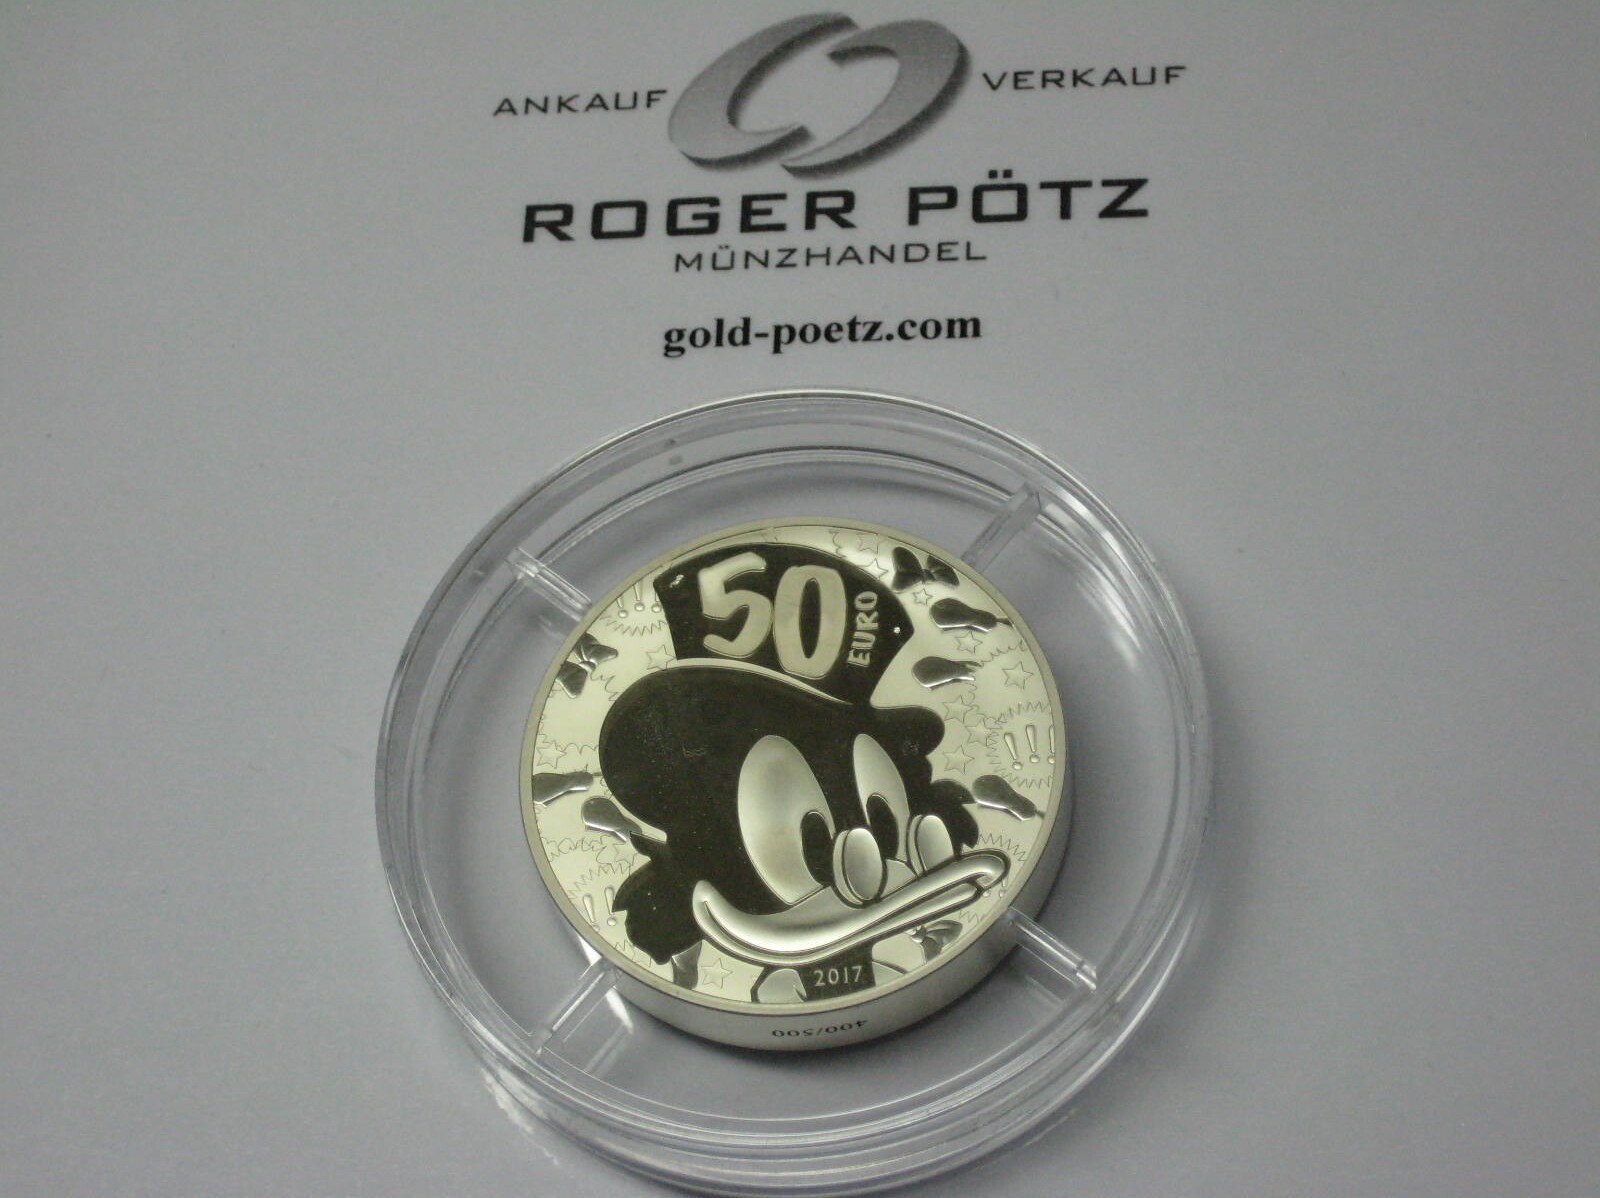 ANKAUF VERKAUF
ROGER PÖTZ
MÜNZHANDEL
gold-poetz.com
50
EURO
!!!
!!!
!!
2017
400/500